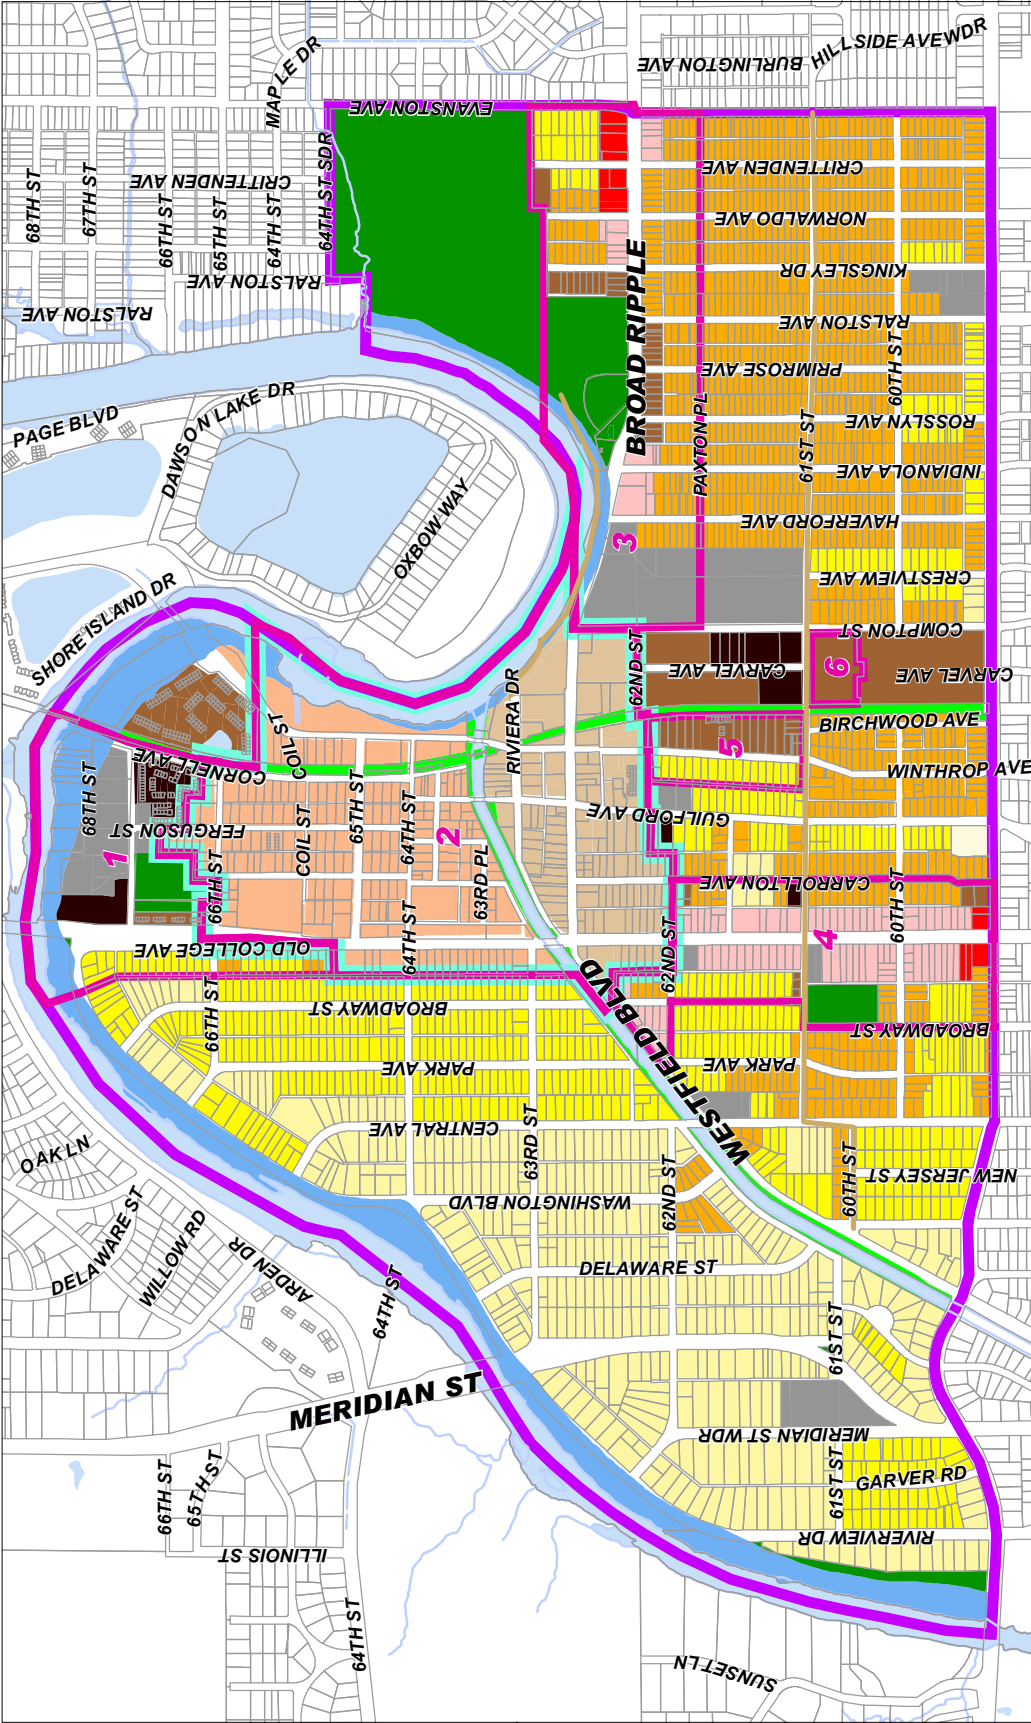 HILLSIDE AVEWDR
BURLINGTON AVE
MAPLE DR
EVANSTON AVE
64TH ST SDR
CRITTENDEN AVE
CRITTENDEN AVE
68TH ST
67TH ST
66TH ST
65TH ST
64TH ST
NORWALDO AVE
KINGSLEY DR
RALSTON AVE
RALSTON AVE
RALSTON AVE
RALSTON AVE
BROAD RIPPLE
PRIMROSE AVE
60TH ST
PAGE BLVD
DAWSON LAKE DR
PAXTON PL
61ST ST
ROSSLYN AVE
INDIANOLA AVE
OXBOW WAY
HAVERFORD AVE
3
CRESTVIEW AVE
SHORE ISLAND DR
COMPTON ST
62ND ST
CARVEL AVE
6
CARVEL AVE
RIVIERA DR
BIRCHWOOD AVE
5
COIL ST
CORNELL AVE
WINTHROP AVE
68TH ST
65TH ST
64TH ST
GUILFORD AVE
FERGUSON ST
COIL ST
2
1
66TH ST
63RD PL
CARROLLTON AVE
60TH ST
OLD COLLEGE AVE
64TH ST
62ND ST
4
66TH ST
BROADWAY ST
WESTFIELD BLVD
BROADWAY ST
PARK AVE
PARK AVE
CENTRAL AVE
63RD ST
OAK LN
62ND ST
60TH ST
NEW JERSEY ST
WASHINGTON BLVD
DELAWARE ST
WILLOW RD
ARDEN DR
DELAWARE ST
64TH ST
61ST ST
MERIDIAN ST
MERIDIAN ST WDR
66TH ST
65TH ST
61ST ST
GARVER RD
RIVERVIEW DR
ILLINOIS ST
64TH ST
SUNSET LN